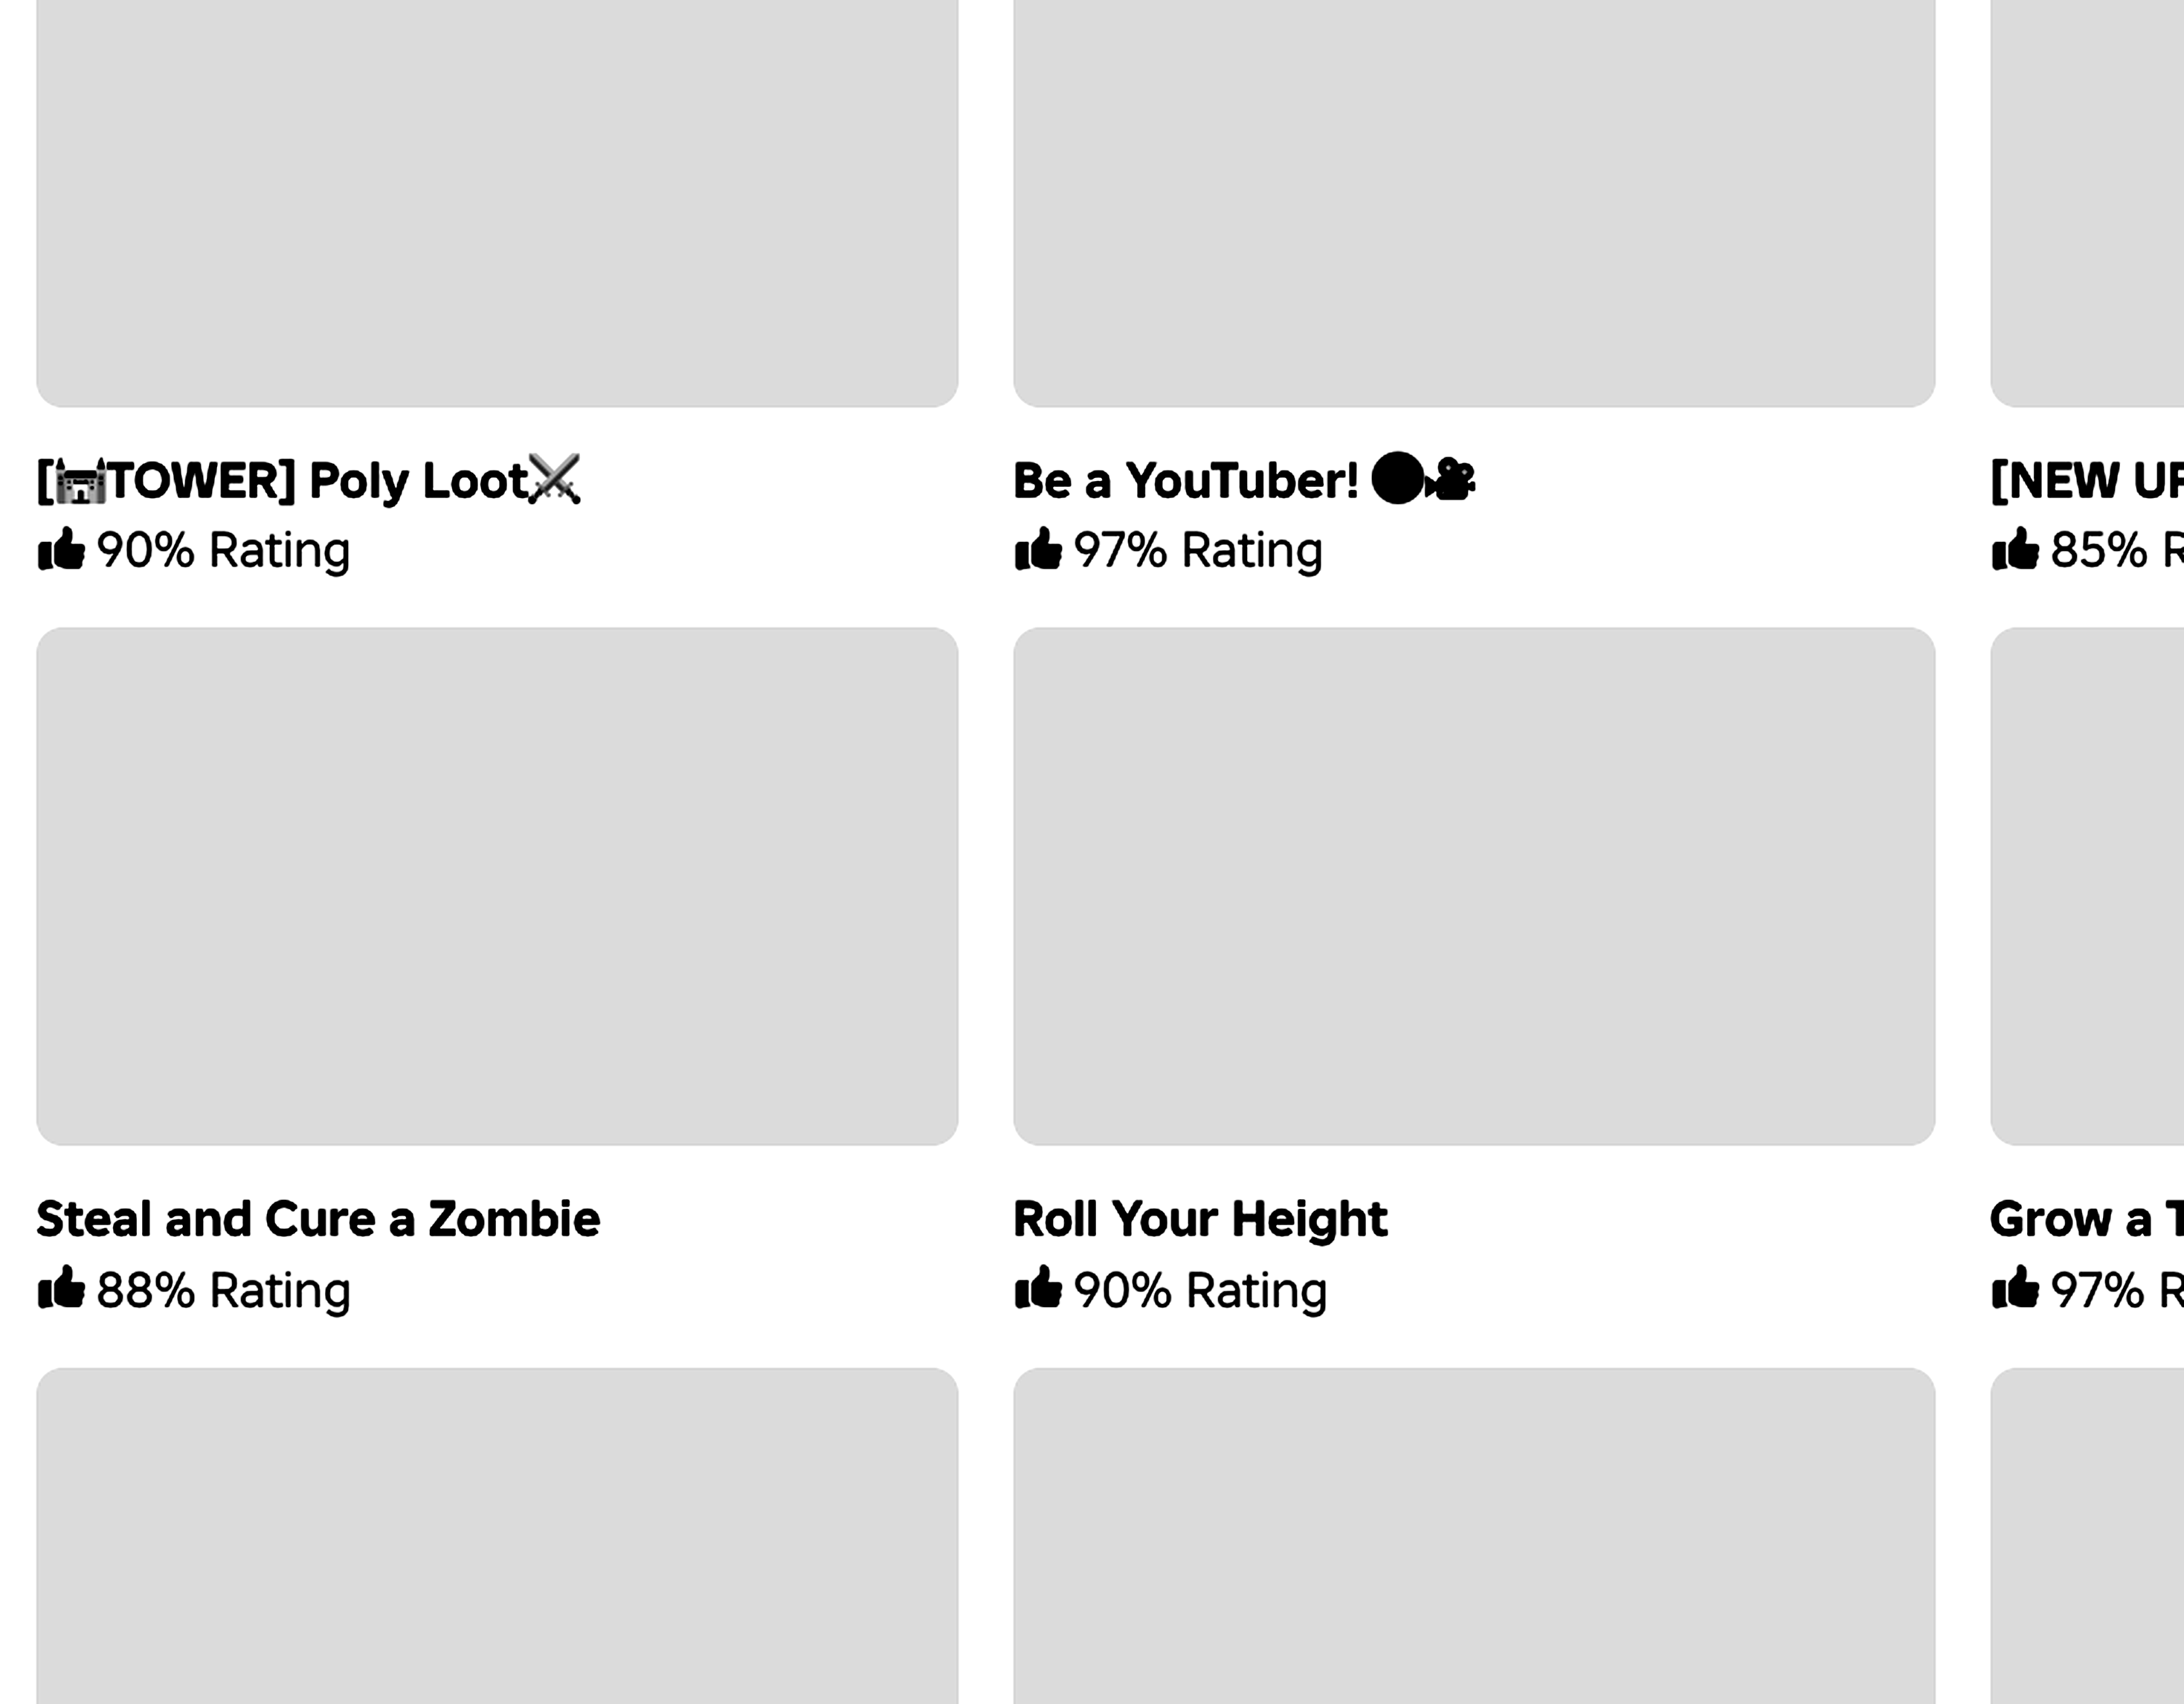 [🏰TOWER] Poly Loot⚔️
90% Rating
Be a YouTuber! ⚫🎥
97% Rating
[NEW
85%
Steal and Cure a Zombie
88% Rating
Roll Your Height
90% Rating
Grow a
97%